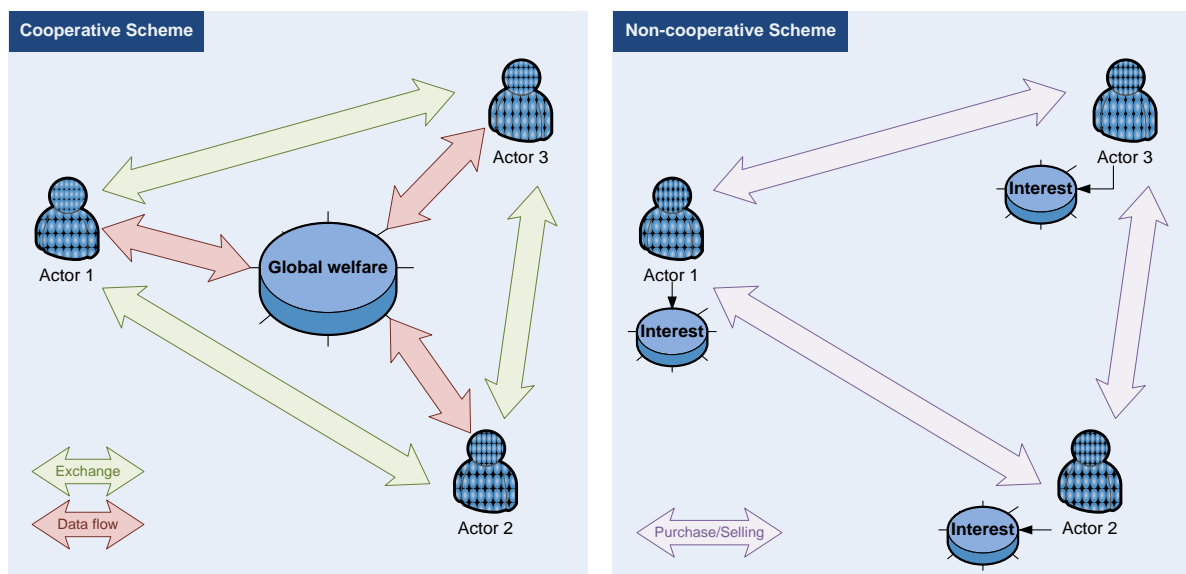 Cooperative Scheme
Actor 3
Actor 1
Global welfare
Exchange
Data flow
Actor 2
Non-cooperative Scheme
Actor 3
Interest
Actor 1
Interest
Purchase/Selling
Interest
Actor 2